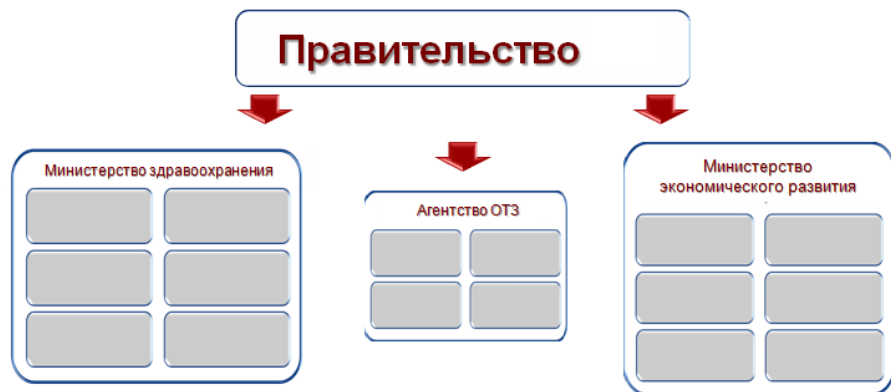 Правительство
Министерство здравоохранения
Агентство ОТЗ
Министерство
экономического развития